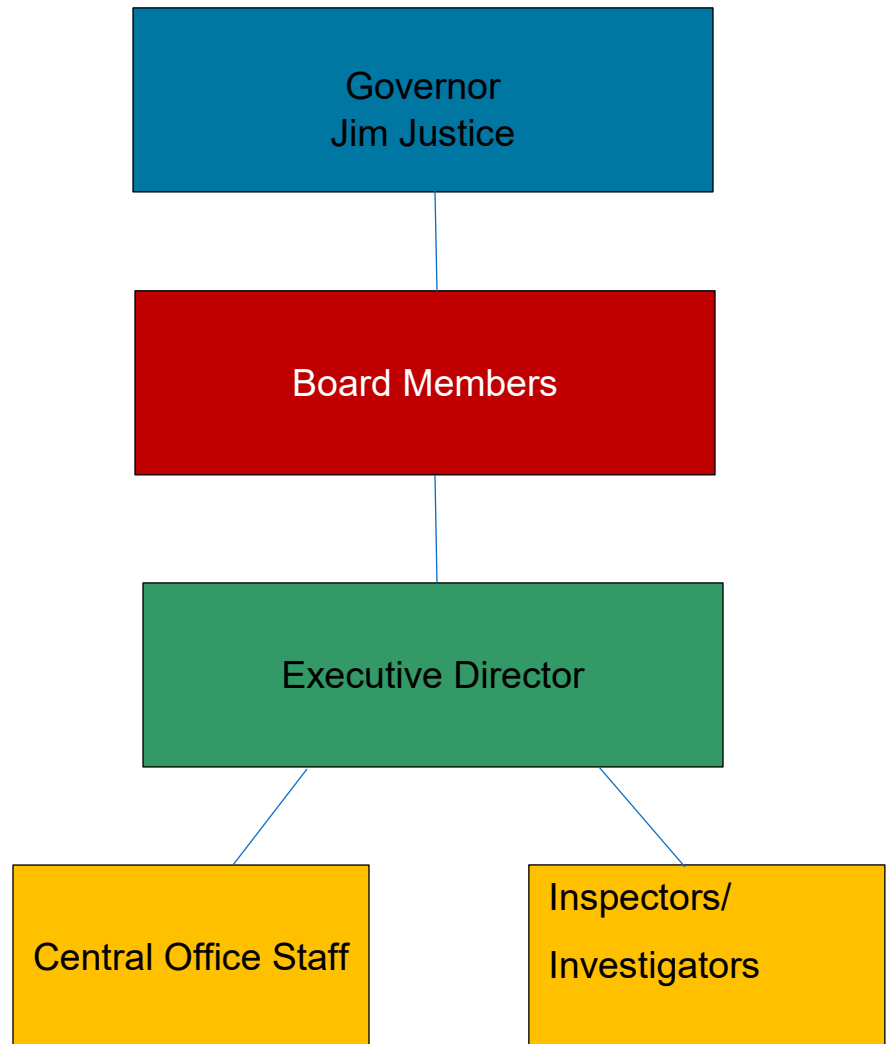 Governor
Jim Justice
Board Members
Executive Director
Central Office Staff
Inspectors/
Investigators